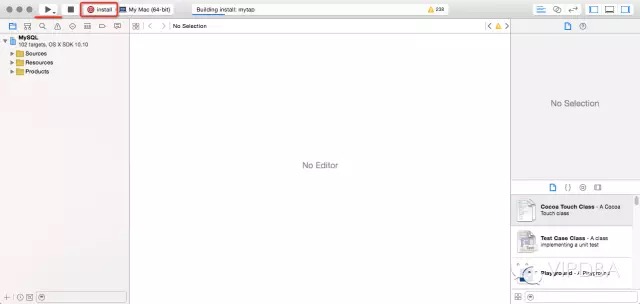 install
My Mac (64-bit)
Building install: mytap
238
MySQL
102 targets, OS X SDK 10.10
Sources
Resources
Products
No Selection
No Editor
No Selection
Cocoa Touch Class - A Cocoa
Touch class
Test Case Class - A class
implementing a unit test
Playground - A Playground
VIPDBA